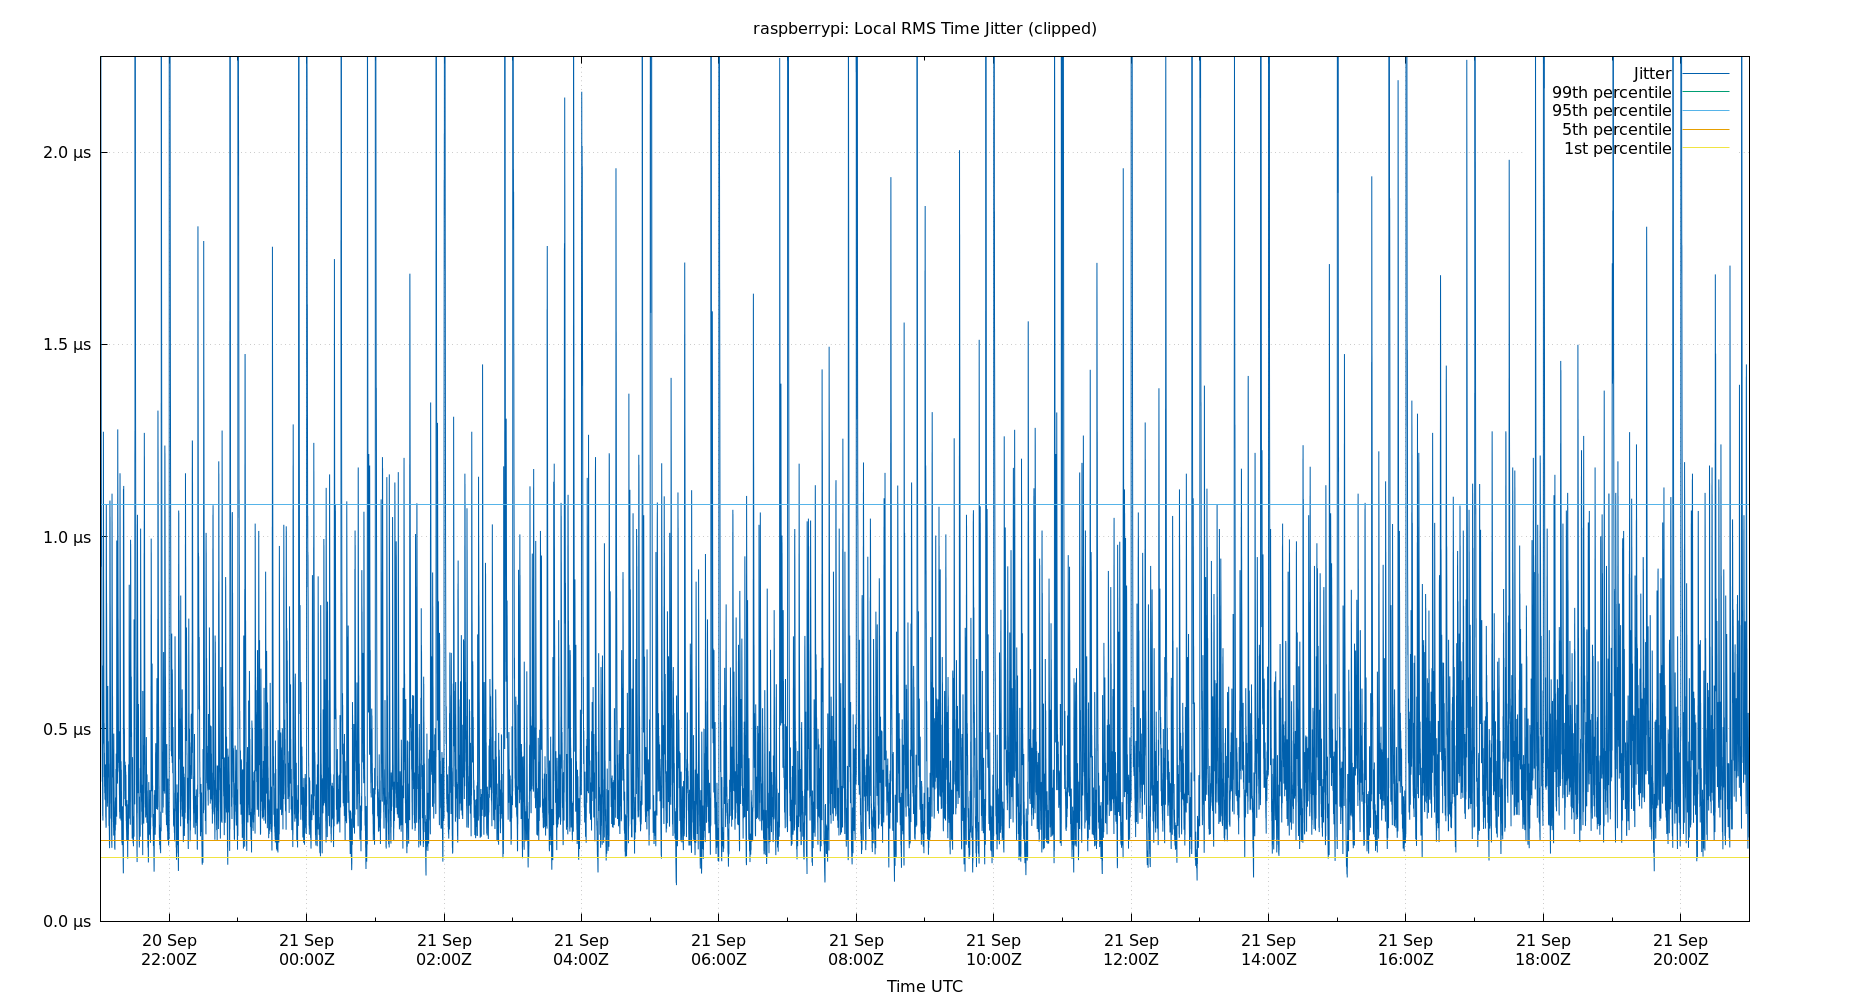 raspberrypi: Local RMS Time Jitter (clipped)
Jitter
99th percentile
95th percentile
5th percentile
1st percentile
2.0 µs
1.5 µs
1.0 µs
0.5 µs
0.0 µs
20 Sep 21 Sep 21 Sep 21 Sep 21 Sep 21 Sep 21 Sep 21 Sep 21 Sep 21 Sep 21 Sep 21 Sep
22:00Z 00:00Z 02:00Z 04:00Z 06:00Z 08:00Z 10:00Z 12:00Z 14:00Z 16:00Z 18:00Z 20:00Z
Time UTC